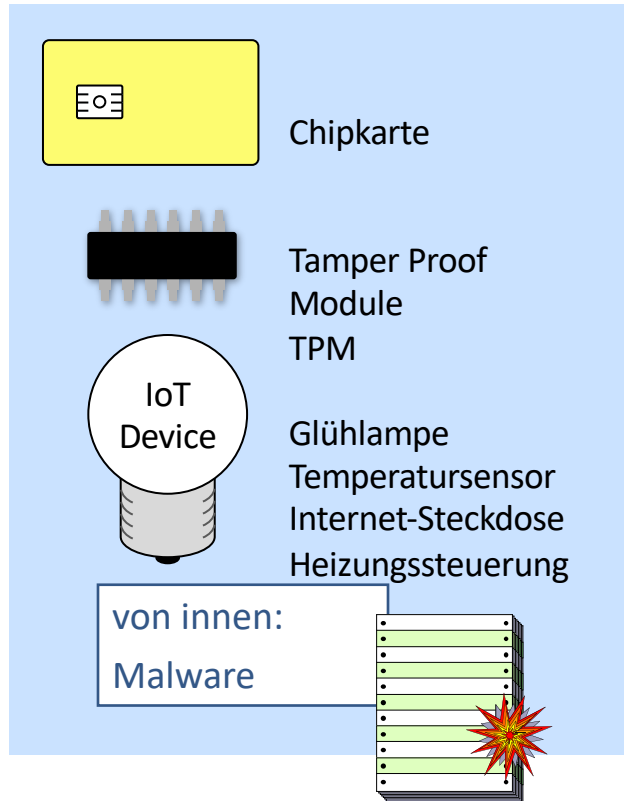 Chipkarte
Tamper Proof
Module
TPM
IoT
Device
Glühlampe
Temperatursensor
Internet-Steckdose
Heizungssteuerung
von innen:
Malware